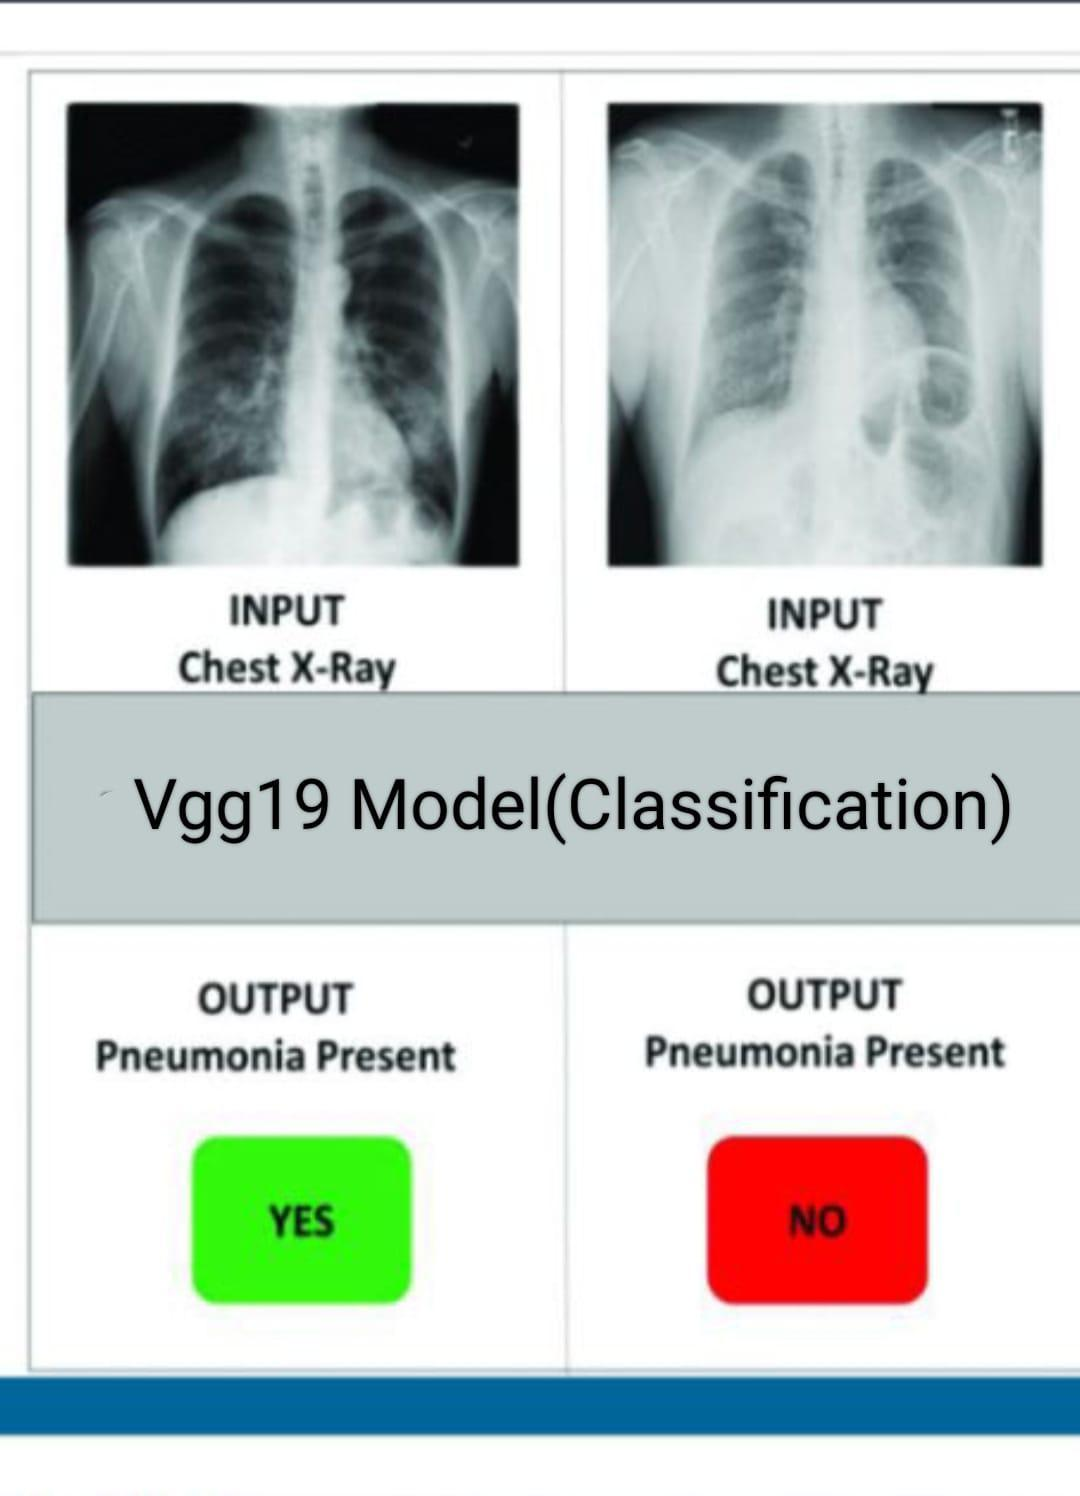 INPUT
Chest X-Ray
INPUT
Chest X-Ray
Vgg19 Model(Classification)
OUTPUT
Pneumonia Present
YES
OUTPUT
Pneumonia Present
NO